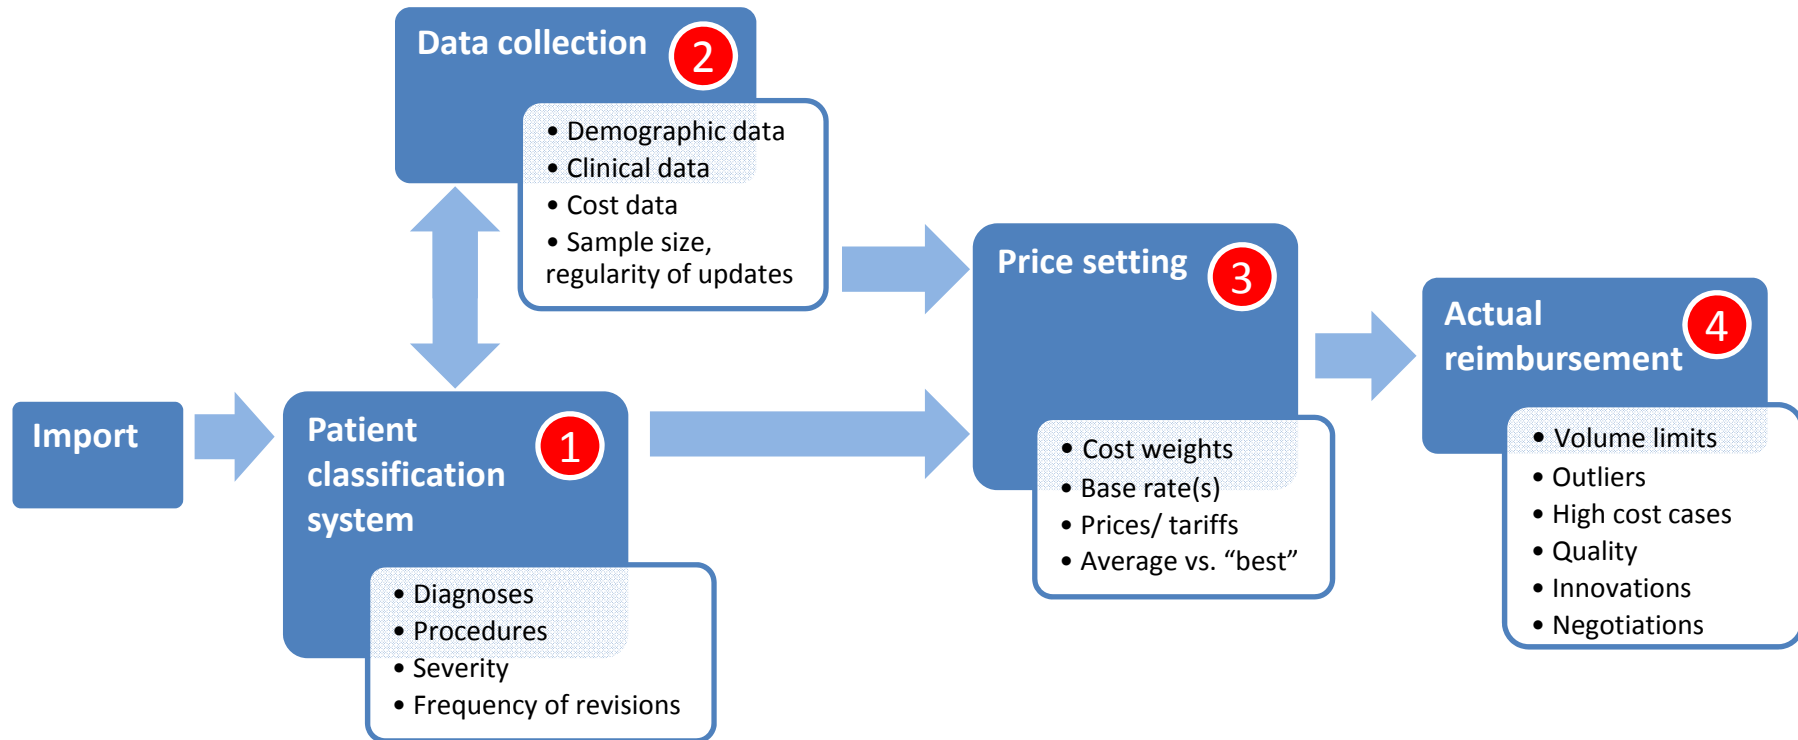 Data collection
2
• Demographic data
• Clinical data
• Cost data
• Sample size,
regularity of updates
Import
Patient
classification
system
1
• Diagnoses
• Procedures
• Severity
• Frequency of revisions
Price setting
3
• Cost weights
• Base rate(s)
• Prices/ tariffs
• Average vs. “best”
Actual
reimbursement
4
• Volume limits
• Outliers
• High cost cases
• Quality
• Innovations
• Negotiations